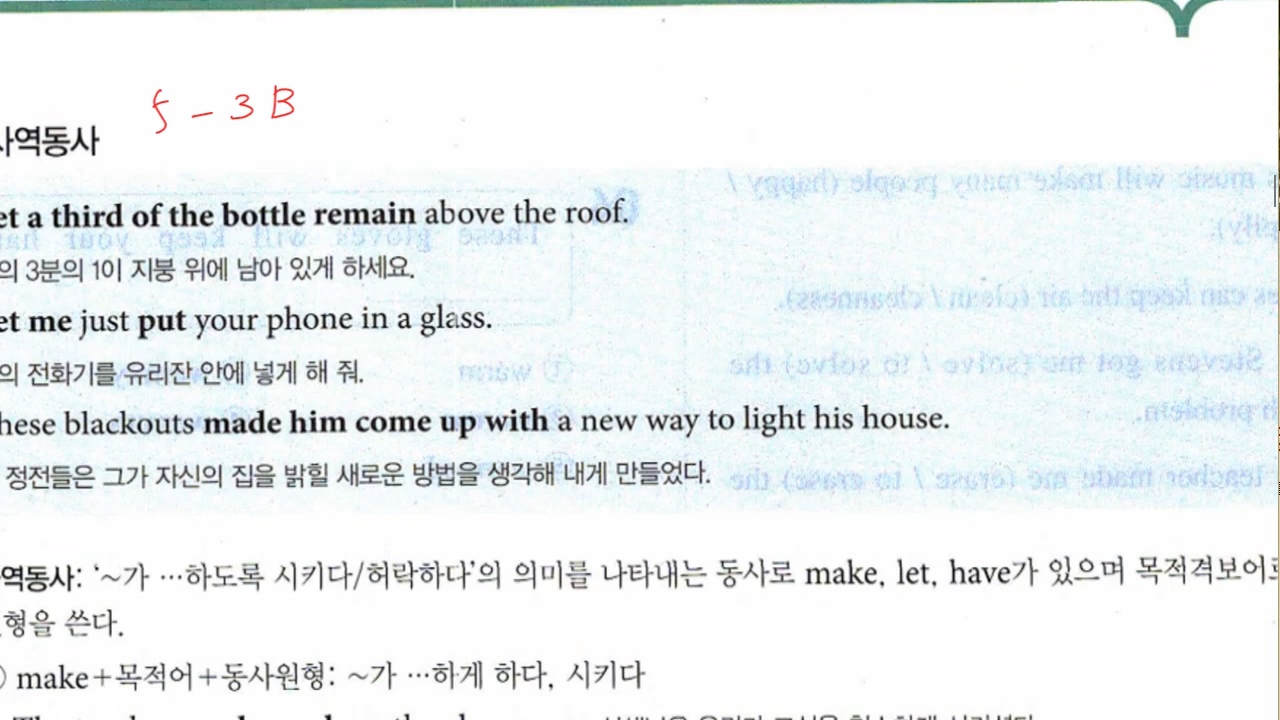 5 - 3 B
사역동사
et a third of the bottle remain above the roof.
의 3분의 1이 지붕 위에 남아 있게 하세요.
et me just put your phone in a glass.
의 전화기를 유리잔 안에 넣게 해 줘.
hese blackouts made him come up with a new way to light his house.
정전들은 그가 자신의 집을 밝힐 새로운 방법을 생각해 내게 만들었다.
역동사: ‘~가 …하도록 시키다/허락하다’의 의미를 나타내는 동사로 make, let, have가 있으며 목적격보어로
형을 쓴다.
make+목적어+동사원형: ~가 …하게 하다, 시키다